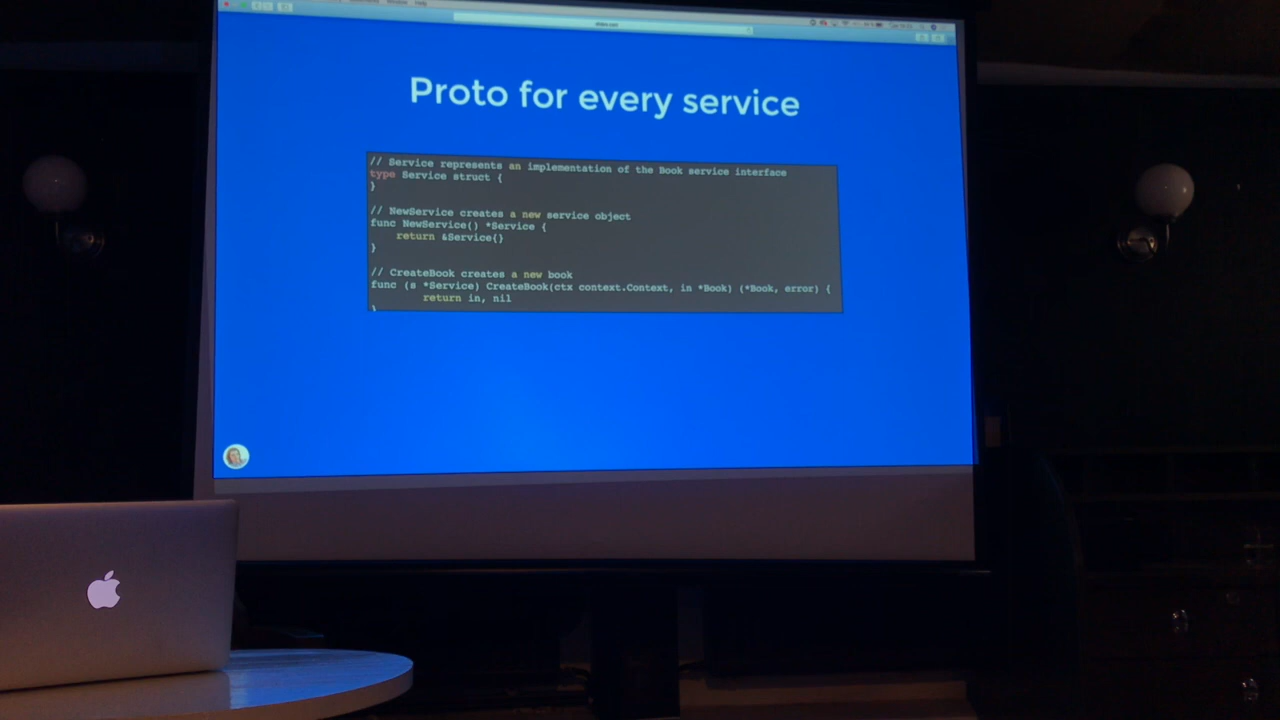 Window Help
Proto for every service
// Service represents an implementation of the Book service interface
type Service struct {
}
// NewService creates a new service object
func NewService() *Service {
return &Service{}
}
// CreateBook creates a new book
func (s *Service) CreateBook(ctx context.Context, in *Book) (*Book, error) {
return in, nil
}